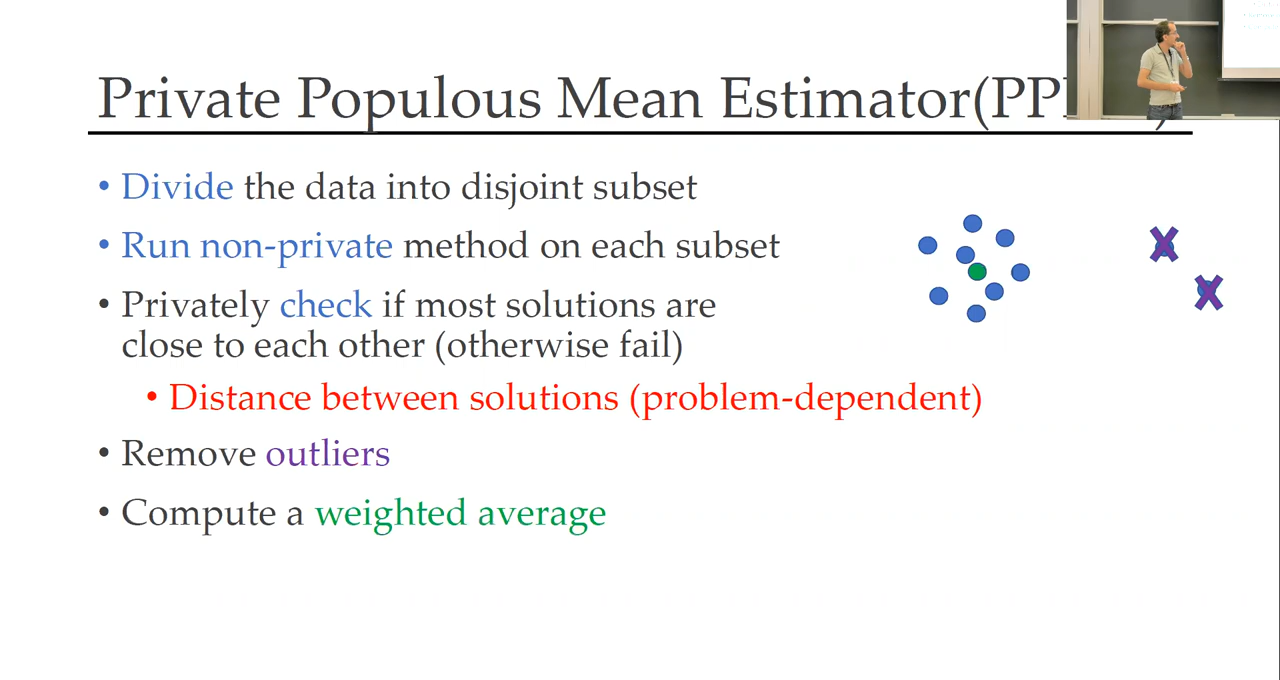 Private Populous Mean Estimator(PP
• Divide the data into disjoint subset
• Run non-private method on each subset
• Privately check if most solutions are
close to each other (otherwise fail)
• Distance between solutions (problem-dependent)
• Remove outliers
• Compute a weighted average